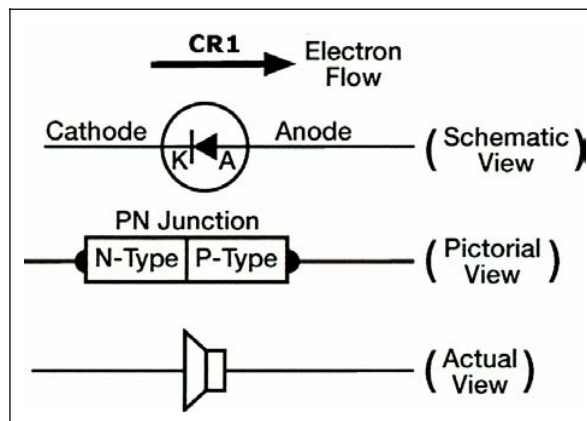 CR1
Electron
Flow
Cathode
Anode
K
A
(Schematic
View)
PN Junction
N-Type
P-Type
(Pictorial
View)
(Actual
View)